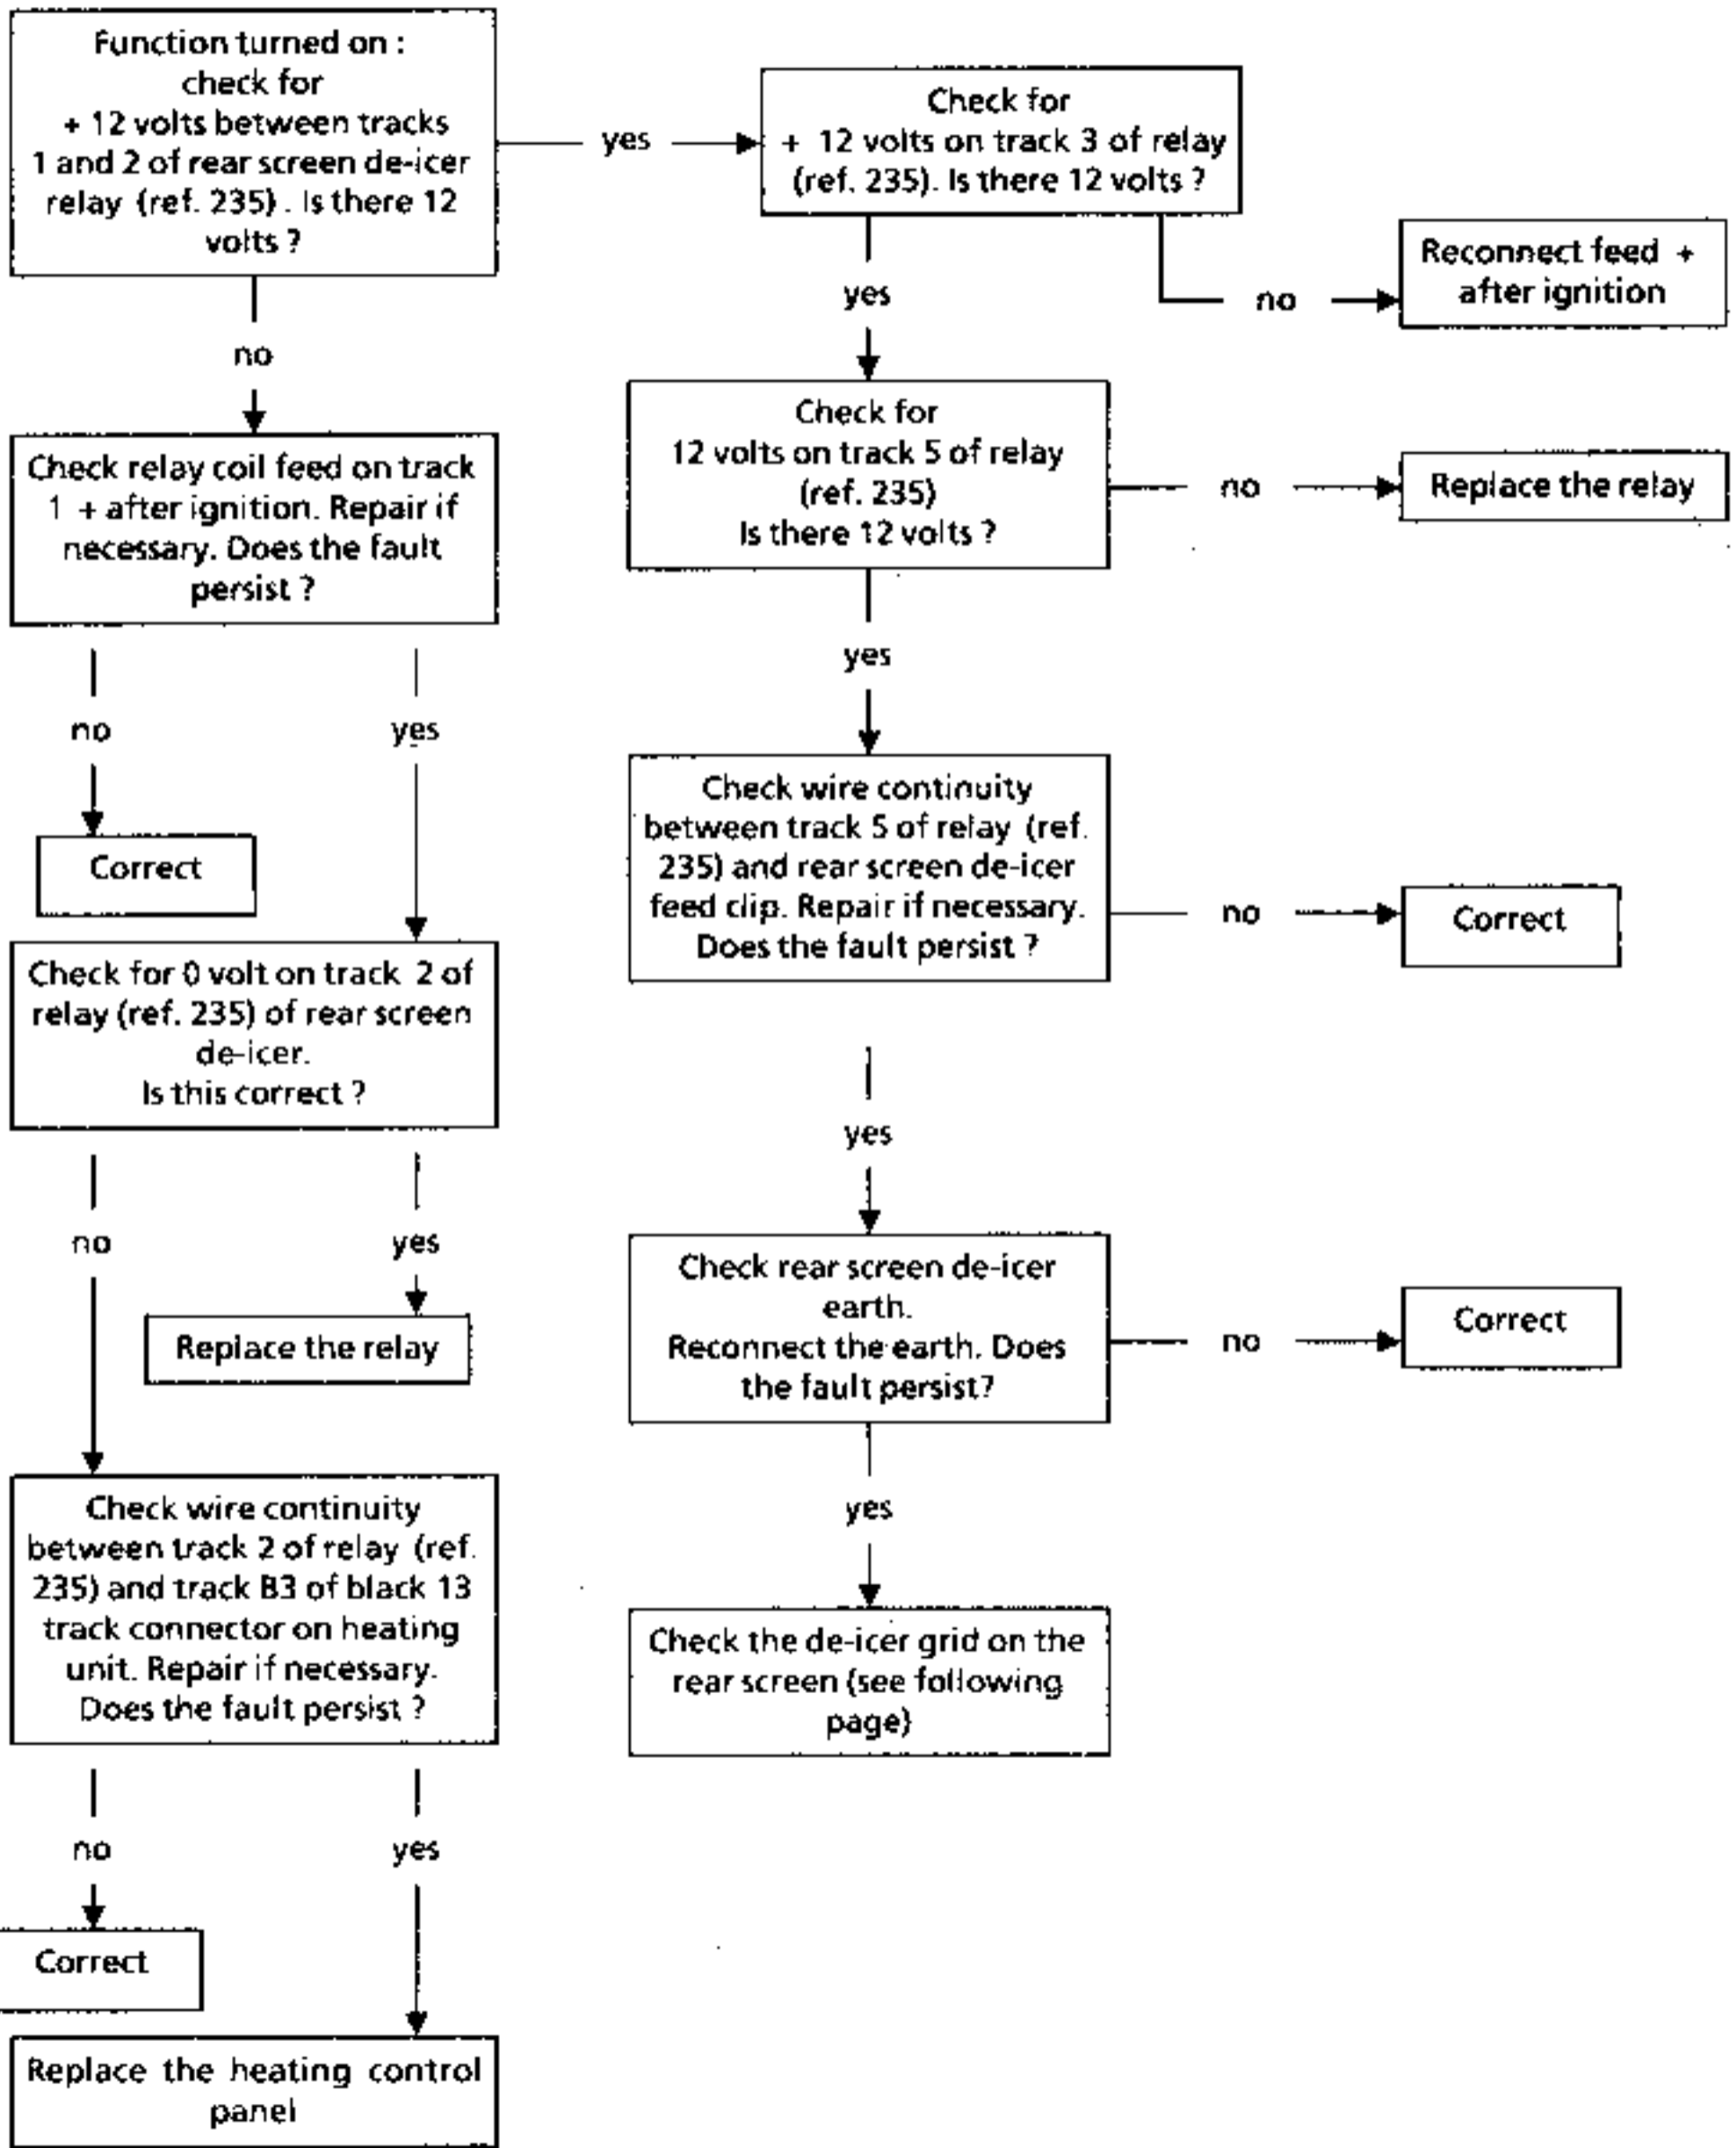 Function turned on :
check for
+ 12 volts between tracks
1 and 2 of rear screen de-icer
relay (ref. 235) . Is there 12
volts ?
yes
Check for
+ 12 volts on track 3 of relay
(ref. 235). Is there 12 volts ?
no
Reconnect feed +
after ignition
yes
no
Check for
12 volts on track 5 of relay
(ref. 235)
Is there 12 volts ?
no
Replace the relay
Check relay coil feed on track
1 + after ignition. Repair if
necessary. Does the fault
persist ?
yes
no
yes
Check wire continuity
between track 5 of relay (ref.
235) and rear screen de-icer
feed clip. Repair if necessary.
Does the fault persist ?
no
Correct
Correct
Check for 0 volt on track 2 of
relay (ref. 235) of rear screen
de-icer.
Is this correct ?
yes
no
yes
Check rear screen de-icer
earth.
Reconnect the earth. Does
the fault persist?
no
Correct
Replace the relay
yes
Check wire continuity
between track 2 of relay (ref.
235) and track B3 of black 13
track connector on heating
unit. Repair if necessary.
Does the fault persist ?
Check the de-icer grid on the
rear screen (see following
page)
no
yes
Correct
Replace the heating control
panel